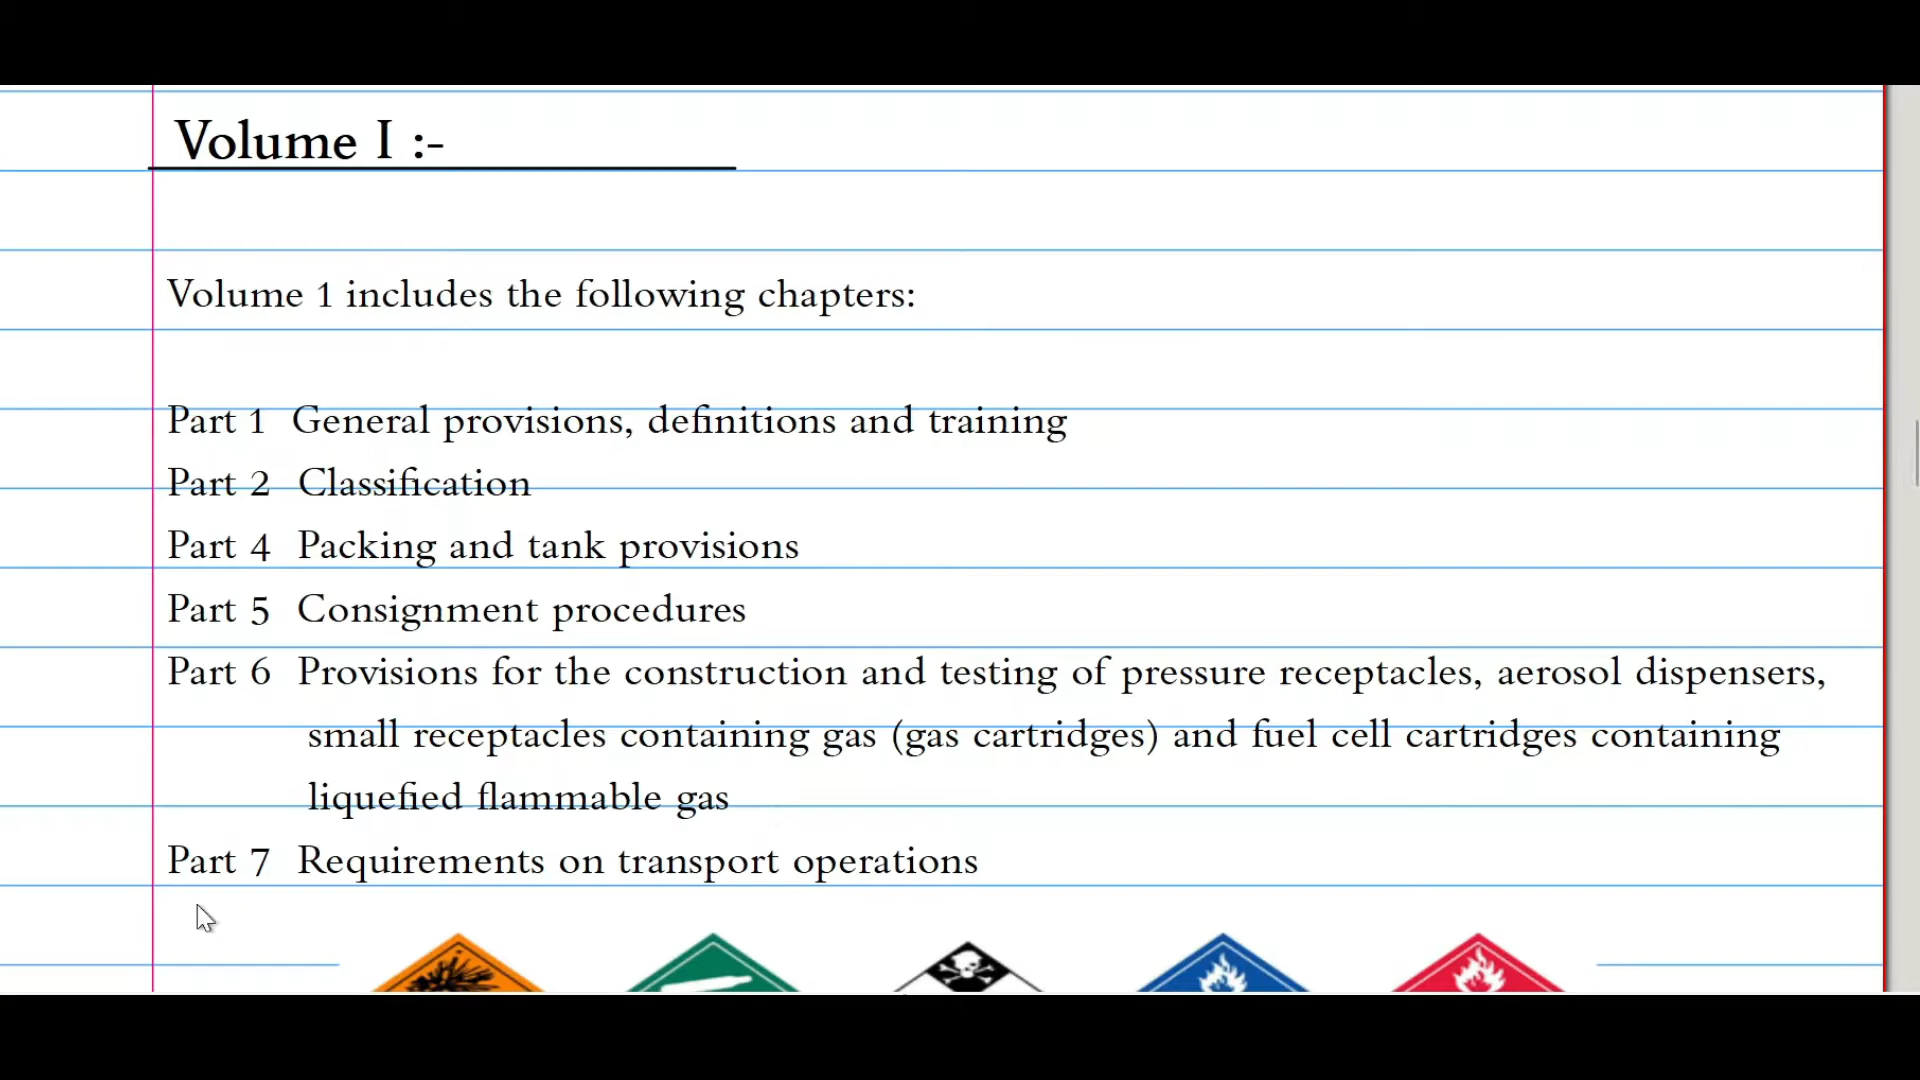 Volume I :-
Volume 1 includes the following chapters:
Part 1 General provisions, definitions and training
Part 2 Classification
Part 4 Packing and tank provisions
Part 5 Consignment procedures
Part 6 Provisions for the construction and testing of pressure receptacles, aerosol dispensers,
small receptacles containing gas (gas cartridges) and fuel cell cartridges containing
liquefied flammable gas
Part 7 Requirements on transport operations